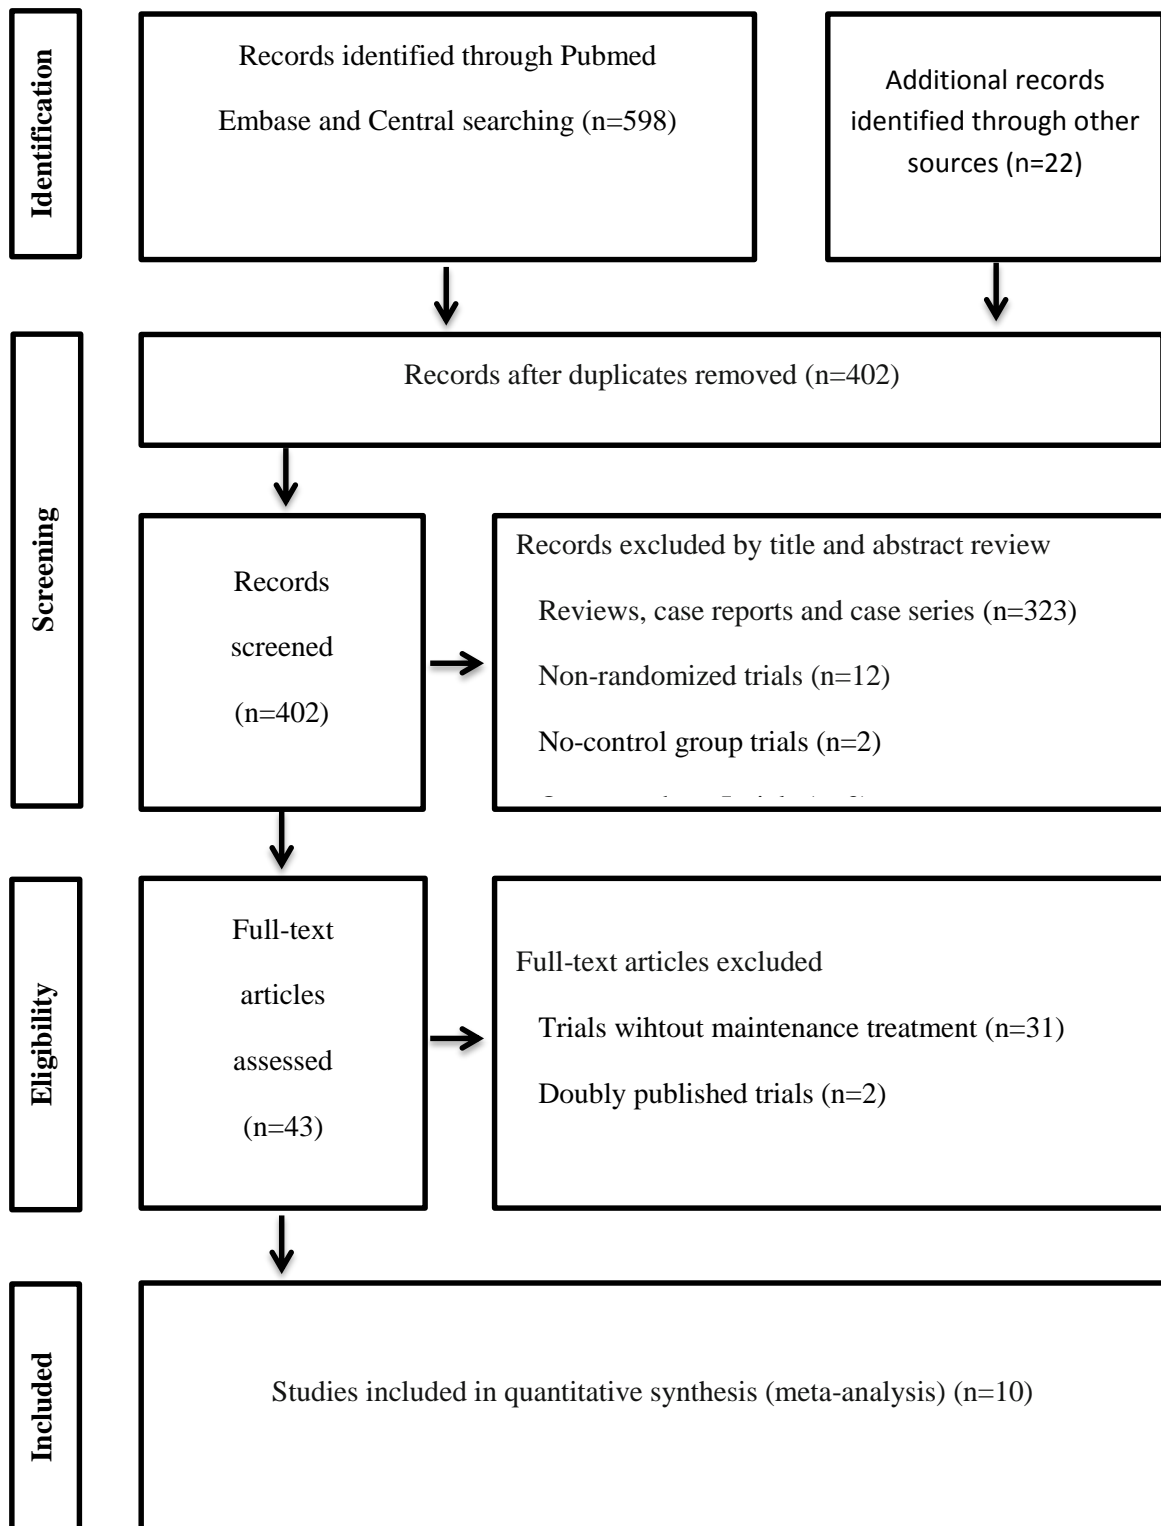 Identification
Records identified through Pubmed
Embase and Central searching (n=598)
Additional records
identified through other
sources (n=22)
Screening
Records after duplicates removed (n=402)
Records
screened
(n=402)
Records excluded by title and abstract review
Reviews, case reports and case series (n=323)
Non-randomized trials (n=12)
No-control group trials (n=2)
Eligibility
Full-text
articles
assessed
(n=43)
Full-text articles excluded
Trials wihtout maintenance treatment (n=31)
Doubly published trials (n=2)
Included
Studies included in quantitative synthesis (meta-analysis) (n=10)